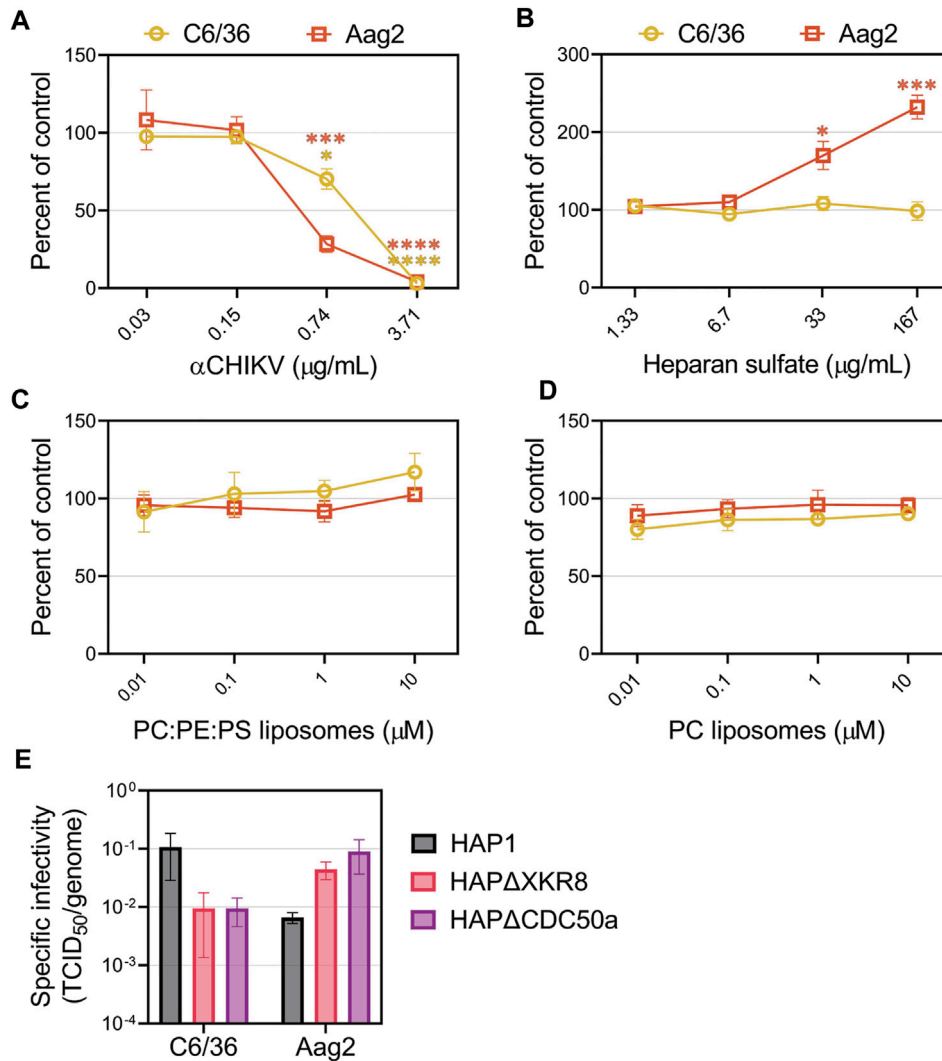 A
C6/36
Aag2
Percent of control
150
100
50
0
***
*
****
****
0.03
0.15
0.74
3.71
αCHIKV (μg/mL)
B
C6/36
Aag2
Percent of control
300
200
100
0
*
***
1.33
6.7
33
167
Heparan sulfate (μg/mL)
C
Percent of control
150
100
50
0
0.01
0.1
1
10
PC:PE:PS liposomes (μM)
D
Percent of control
150
100
50
0
0.01
0.1
1
10
PC liposomes (μM)
E
Specific infectivity
(TCID₅₀/genome)
10⁰
10⁻¹
10⁻²
10⁻³
10⁻⁴
C6/36
Aag2
HAP1
HAPΔXKR8
HAPΔCDC50a